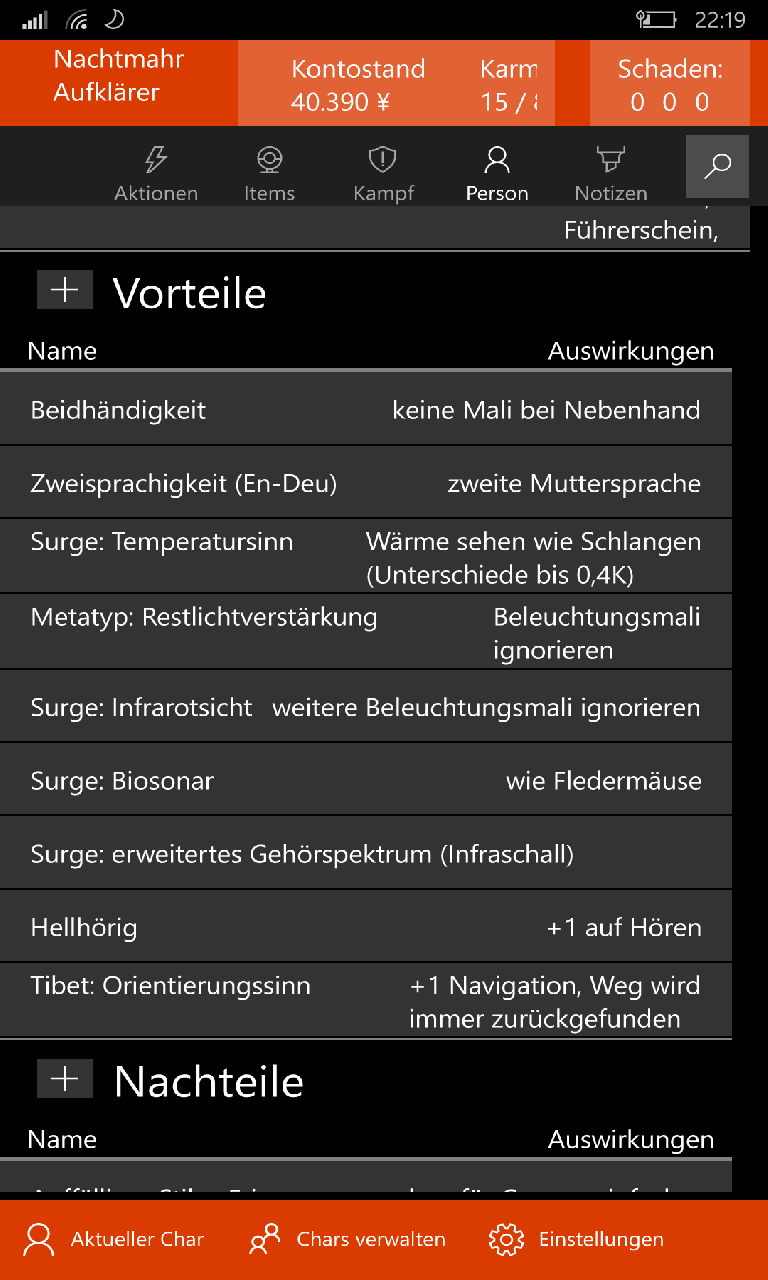 22:19
Nachtmahr
Aufklärer
Kontostand
40.390 ¥
Karm
15 /
Schaden:
0 0 0
Aktionen Items Kampf Person Notizen
Führerschein,
Vorteile
Name Auswirkungen
Beidhändigkeit keine Mali bei Nebenhand
Zweisprachigkeit (En-Deu) zweite Muttersprache
Surge: Temperatursinn Wärme sehen wie Schlangen
(Unterschiede bis 0,4K)
Metatyp: Restlichtverstärkung Beleuchtungsmali
ignorieren
Surge: Infrarotsicht weitere Beleuchtungsmali ignorieren
Surge: Biosonar wie Fledermäuse
Surge: erweitertes Gehörspektrum (Infraschall)
Hellhörig +1 auf Hören
Tibet: Orientierungssinn +1 Navigation, Weg wird
immer zurückgefunden
Nachteile
Name Auswirkungen
Aktueller Char Chars verwalten Einstellungen